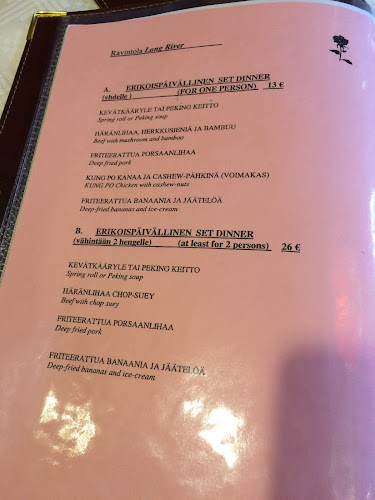 Ravintola Long River
A. ERIKOISPÄIVÄLLINEN SET DINNER
(yhdelle ) (FOR ONE PERSON) 13 €
KEVÄTKÄÄRYLE TAI PEKING KEITTO
Spring roll or Peking soup
HÄRÄNLIHAA, HERKKUSIENIÄ JA BAMBUU
Beef with mushroom and bamboo
FRITEERATTUA PORSAANLIHAA
Deep fried pork
KUNG PO KANAA JA CASHEW-PÄHKINÄ (VOIMAKAS)
KUNG PO Chicken with cashew-nuts
FRITEERATTUA BANAANIA JA JÄÄTELÖÄ
Deep-fried bananas and ice-cream
B. ERIKOISPÄIVÄLLINEN SET DINNER
(vähintään 2 hengelle) (at least for 2 persons) 26 €
KEVÄTKÄÄRYLE TAI PEKING KEITTO
Spring roll or Peking soup
HÄRÄNLIHAA CHOP-SUEY
Beef with chop suey
FRITEERATTUA PORSAANLIHAA
Deep fried pork
FRITEERATTUA BANAANIA JA JÄÄTELÖÄ
Deep-fried bananas and ice-cream